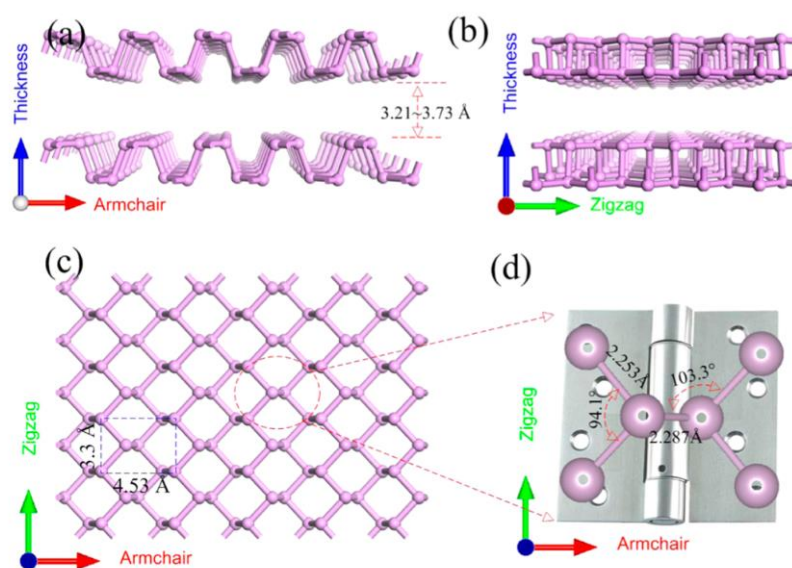 (a)
Thickness
Armchair
3.21~3.73 Å
(b)
Thickness
Zigzag
(c)
Zigzag
3.3 Å
4.53 Å
Armchair
(d)
2.253Å
103.3°
94.1°
2.287Å
Zigzag
Armchair